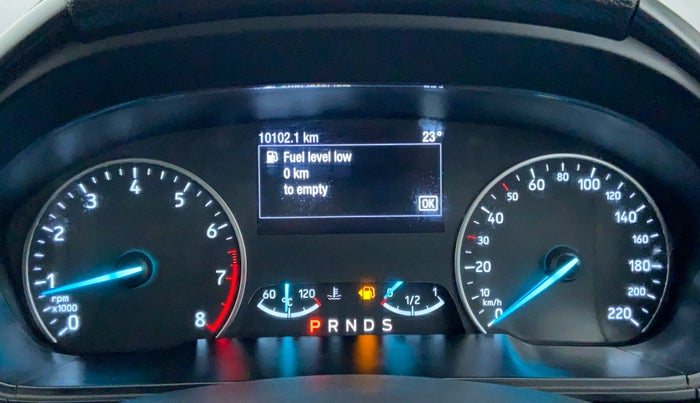 10102.1 km 23°
Fuel level low
0 km
to empty
OK
0 1 2 3 4 5 6 7 8
rpm
x1000
60 °C 120
0 1/2 1
P R N D S
0 10 20 30 40 50 60 80 100 120 140 160 180 200 220
km/h